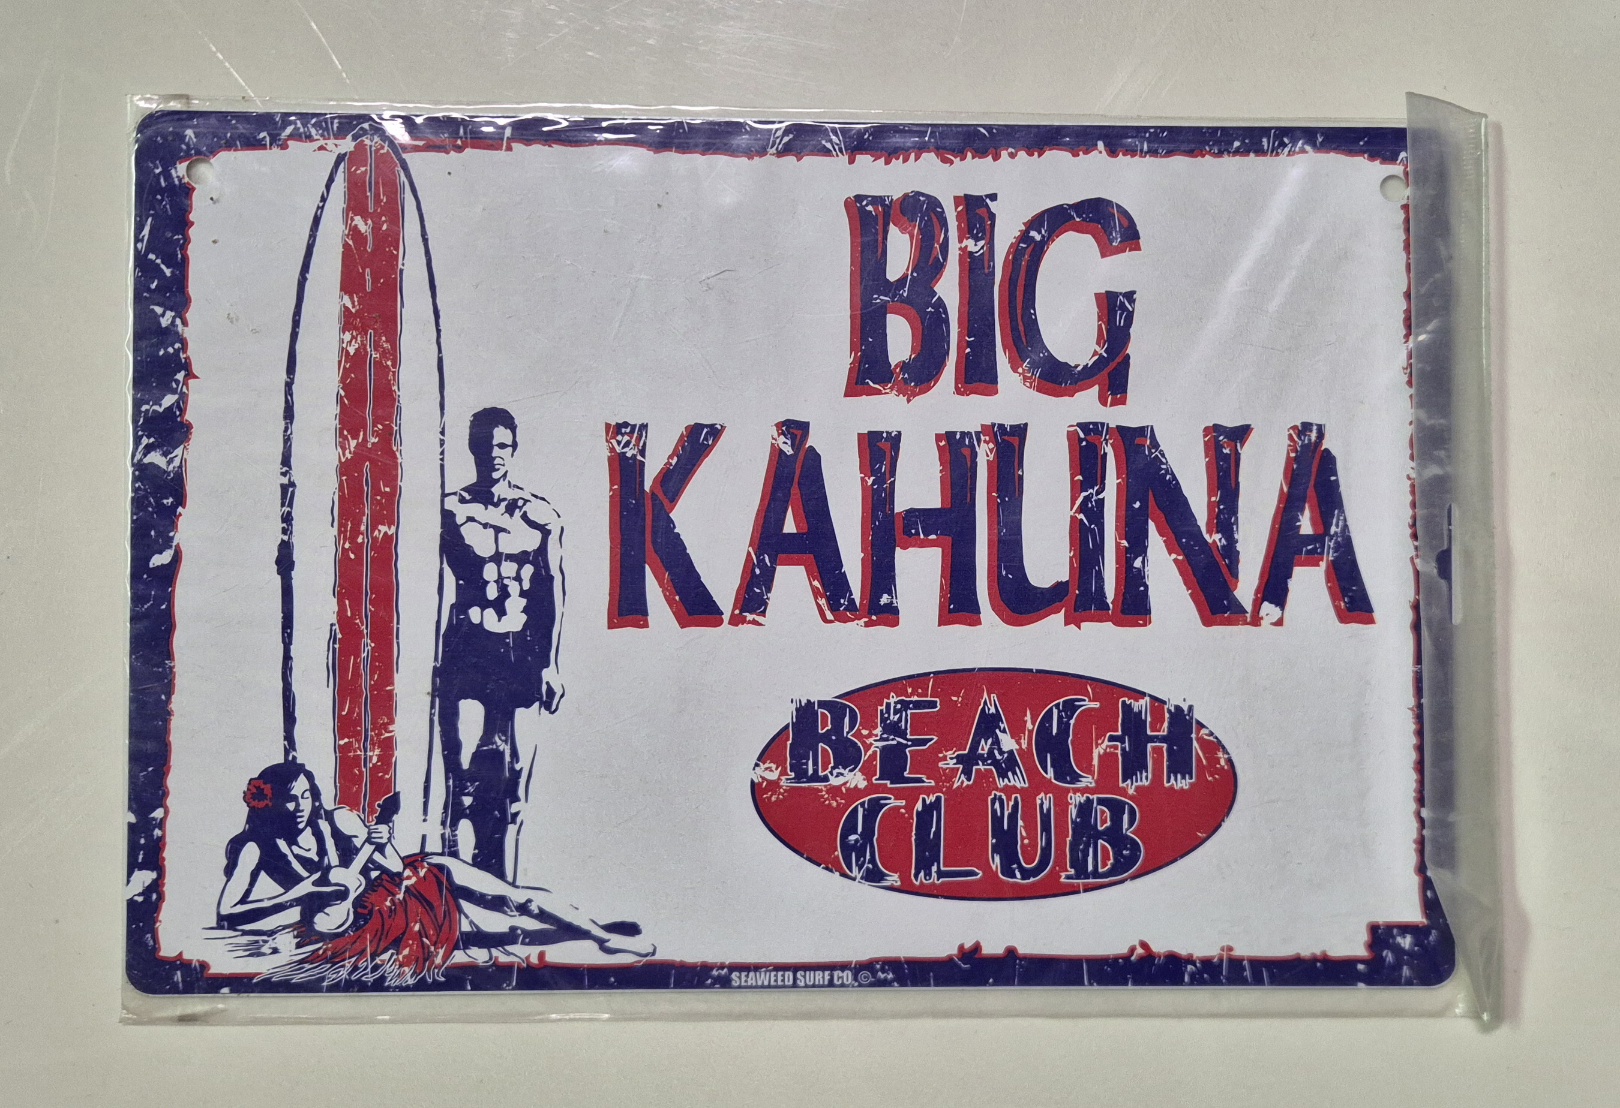 BIG
KAHUNA
BEACH
CLUB
SEAWEED SURF CO. ©